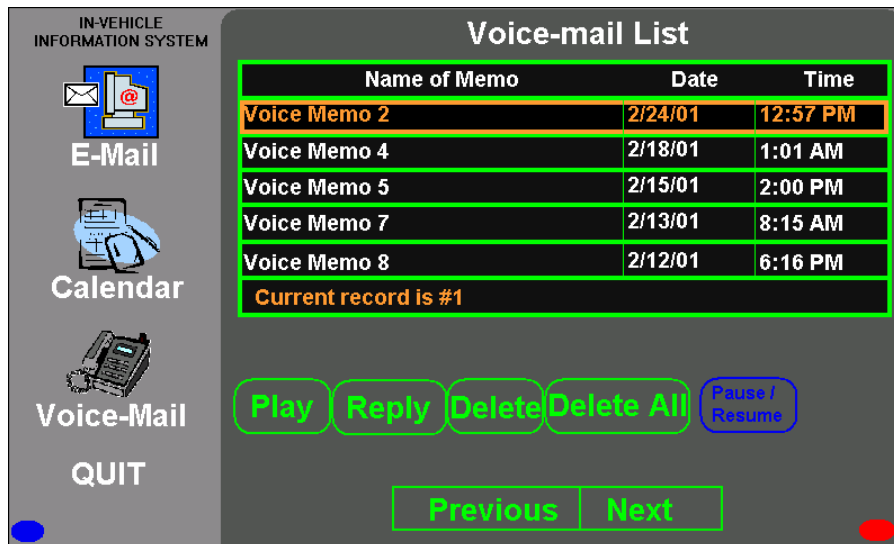 IN-VEHICLE
INFORMATION SYSTEM
@
E-Mail
Calendar
Voice-Mail
QUIT
Voice-mail List
Name of Memo Date Time
Voice Memo 2 2/24/01 12:57 PM
Voice Memo 4 2/18/01 1:01 AM
Voice Memo 5 2/15/01 2:00 PM
Voice Memo 7 2/13/01 8:15 AM
Voice Memo 8 2/12/01 6:16 PM
Current record is #1
Play Reply Delete Delete All Pause /
Resume
Previous Next